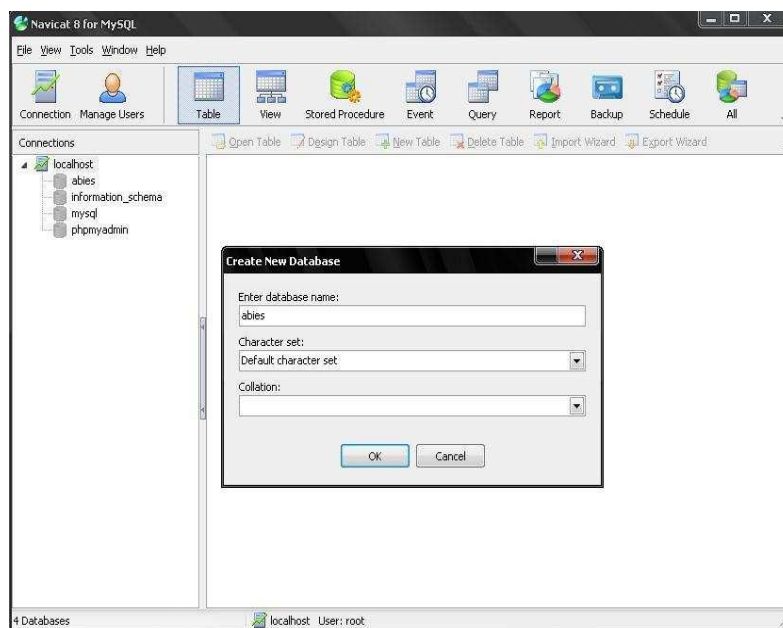 Navicat 8 for MySQL
File View Tools Window Help
Connection Manage Users Table View Stored Procedure Event Query Report Backup Schedule All
Connections
Open Table Design Table New Table Delete Table Import Wizard Export Wizard
localhost
abies
information_schema
mysql
phpmyadmin
Create New Database
Enter database name:
abies
Character set:
Default character set
Collation:
OK Cancel
4 Databases localhost User: root